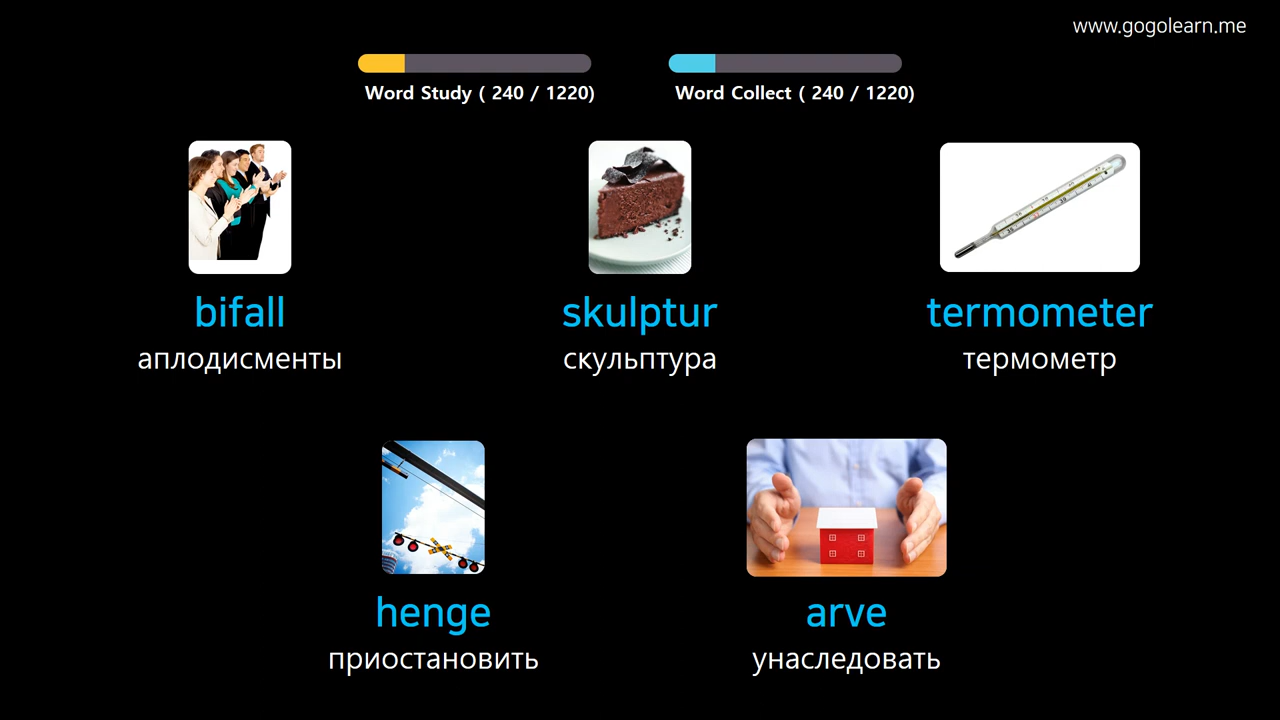 www.gogolearn.me
Word Study ( 240 / 1220)
Word Collect ( 240 / 1220)
bifall
аплодисменты
skulptur
скульптура
termometer
термометр
henge
приостановить
arve
унаследовать